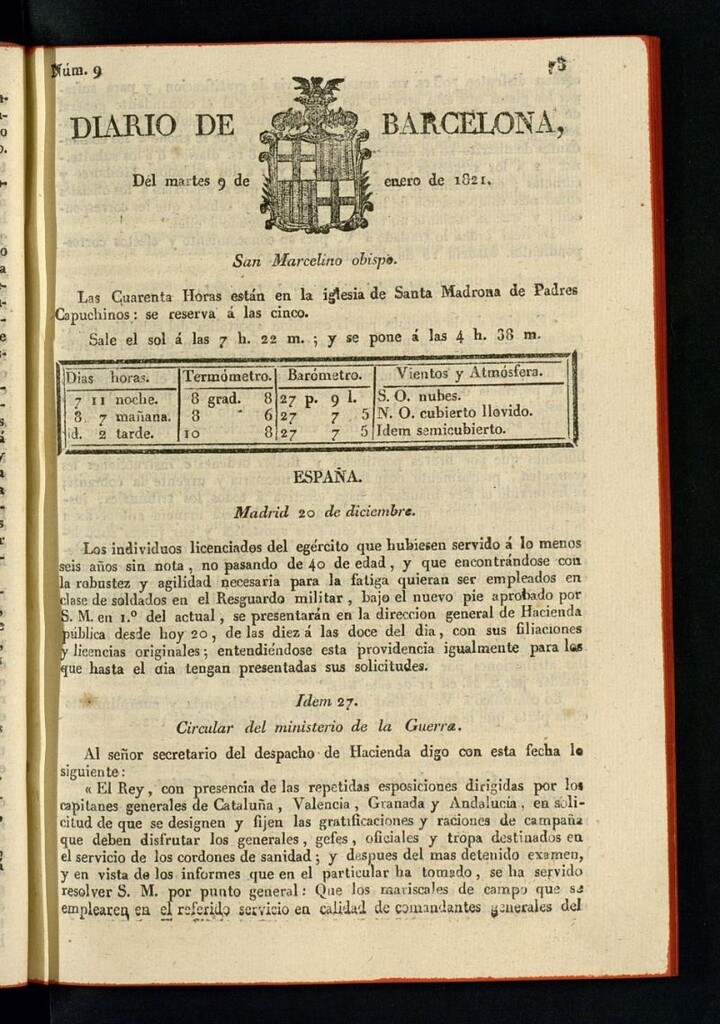 Núm. 9 73
DIARIO DE BARCELONA,
Del martes 9 de enero de 1821.
San Marcelino obispo.
Las Cuarenta Horas están en la iglesia de Santa Madrona de Padres
Capuchinos: se reserva á las cinco.
Sale el sol á las 7 h. 22 m.; y se pone á las 4 h. 38 m.
Dias horas. Termómetro. Barómetro. Vientos y Atmósfera.
7 11 noche. 8 grad. 8 27 p. 9 l. S. O. nubes.
8 7 mañana. 8 6 27 7 5 N. O. cubierto llovido.
id. 2 tarde. 10 8 27 7 5 Idem semicubierto.
ESPAÑA.
Madrid 20 de diciembre.
Los individuos licenciados del egército que hubiesen servido á lo menos
seis años sin nota, no pasando de 40 de edad, y que encontrándose con
la robustez y agilidad necesaria para la fatiga quieran ser empleados en
clase de soldados en el Resguardo militar, bajo el nuevo pie aprobado por
S. M. en 1.º del actual, se presentarán en la direccion general de Hacienda
pública desde hoy 20, de las diez á las doce del dia, con sus filiaciones
y licencias originales; entendiéndose esta providencia igualmente para los
que hasta el dia tengan presentadas sus solicitudes.
Idem 27.
Circular del ministerio de la Guerra.
Al señor secretario del despacho de Hacienda digo con esta fecha lo
siguiente:
« El Rey, con presencia de las repetidas esposiciones dirigidas por los
capitanes generales de Cataluña, Valencia, Granada y Andalucía, en soli-
citud de que se designen y fijen las gratificaciones y raciones de campaña
que deben disfrutar los generales, gefes, oficiales y tropa destinados en
el servicio de los cordones de sanidad; y despues del mas detenido examen,
y en vista de los informes que en el particular ha tomado, se ha servido
resolver S. M. por punto general: Que los mariscales de campo que se
emplearen en el referido servicio en calidad de comandantes generales del